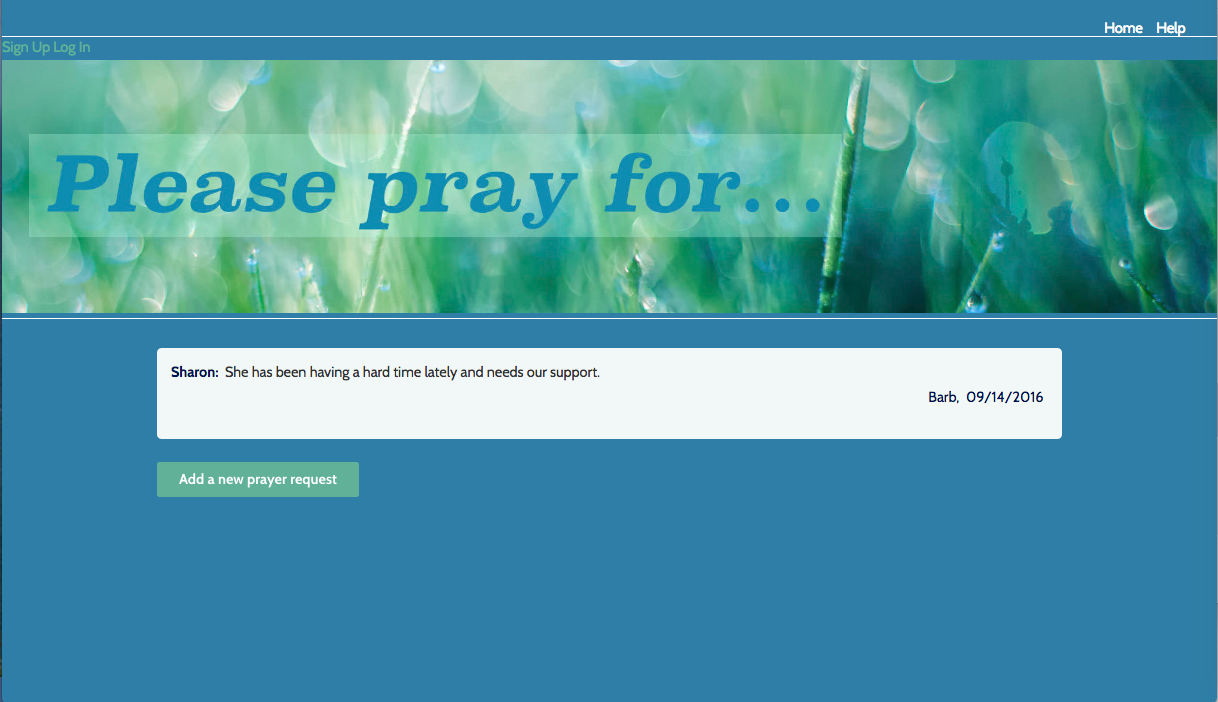 Home Help
Sign Up Log In
Please pray for...
Sharon: She has been having a hard time lately and needs our support.
Barb, 09/14/2016
Add a new prayer request